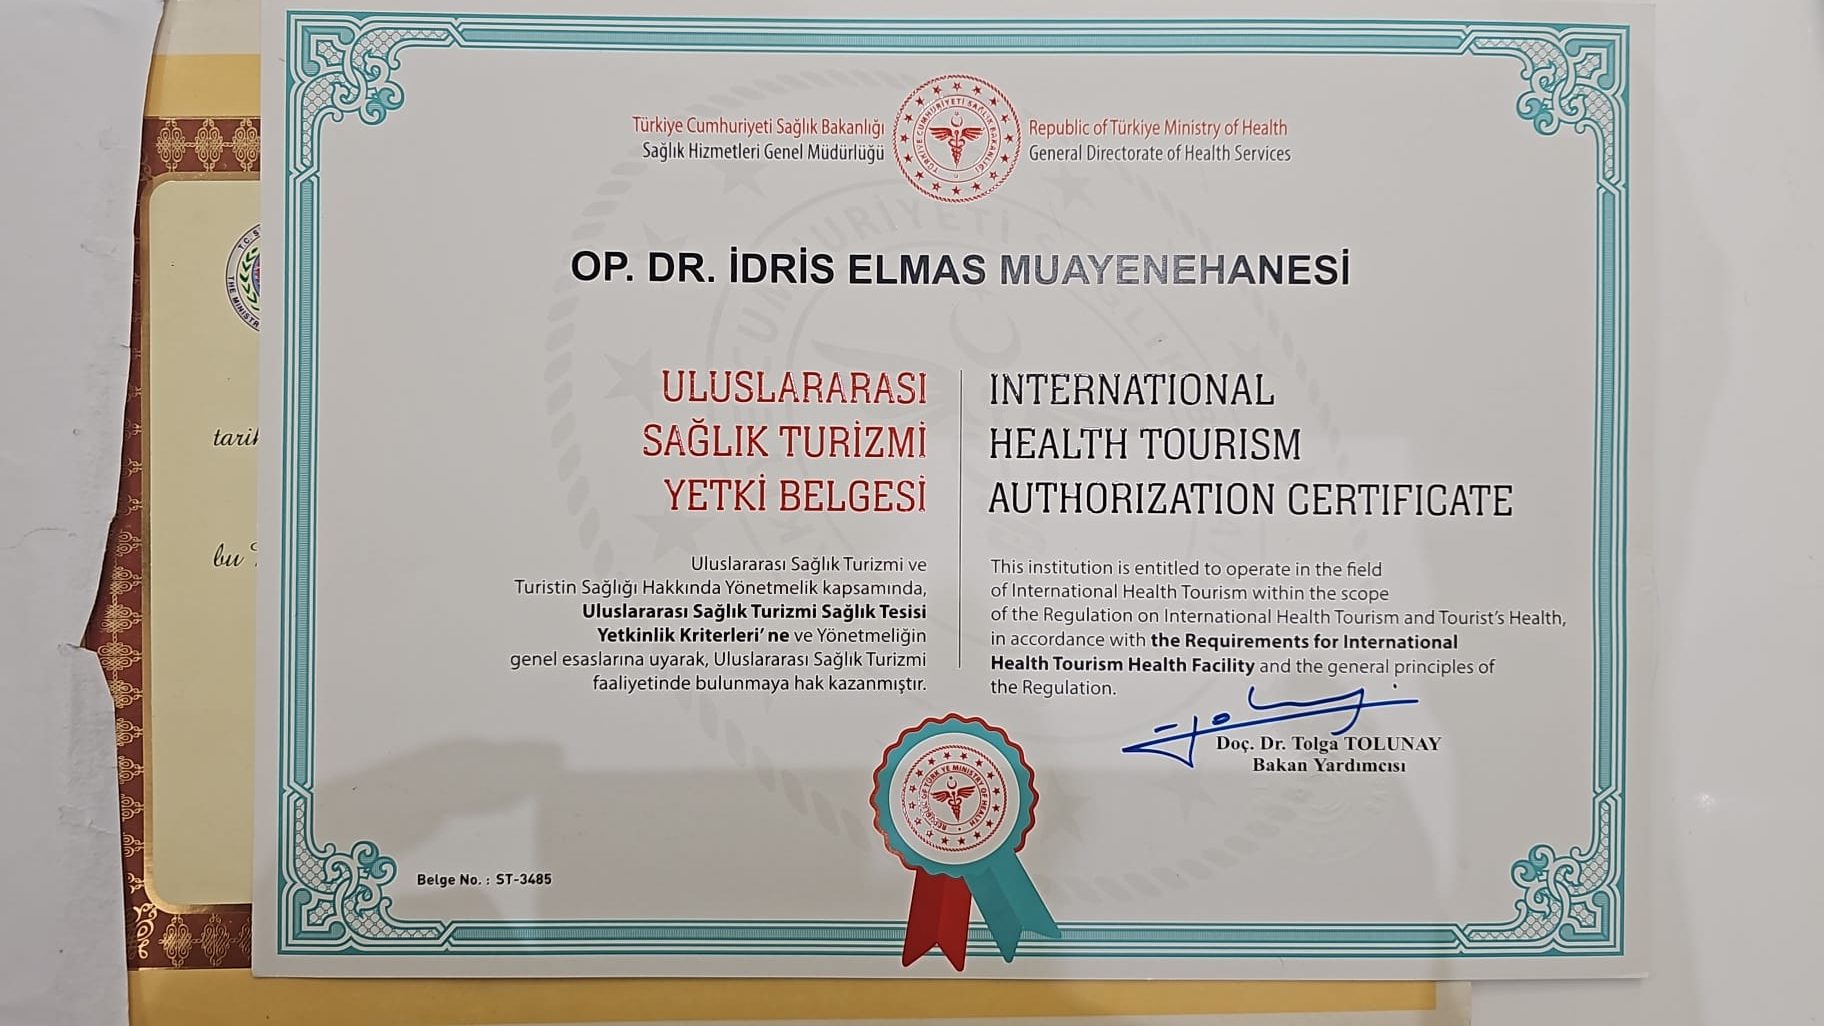 Türkiye Cumhuriyeti Sağlık Bakanlığı
Sağlık Hizmetleri Genel Müdürlüğü
Republic of Türkiye Ministry of Health
General Directorate of Health Services
OP. DR. İDRİS ELMAS MUAYENEHANESİ
ULUSLARARASI
SAĞLIK TURİZMİ
YETKİ BELGESİ
INTERNATIONAL
HEALTH TOURISM
AUTHORIZATION CERTIFICATE
Uluslararası Sağlık Turizmi ve
Turistin Sağlığı Hakkında Yönetmelik kapsamında,
Uluslararası Sağlık Turizmi Sağlık Tesisi
Yetkinlik Kriterleri' ne ve Yönetmeliğin
genel esaslarına uyarak, Uluslararası Sağlık Turizmi
faaliyetinde bulunmaya hak kazanmıştır.
This institution is entitled to operate in the field
of International Health Tourism within the scope
of the Regulation on International Health Tourism and Tourist's Health,
in accordance with the Requirements for International
Health Tourism Health Facility and the general principles of
the Regulation.
Doç. Dr. Tolga TOLUNAY
Bakan Yardımcısı
Belge No. : ST-3485
bu